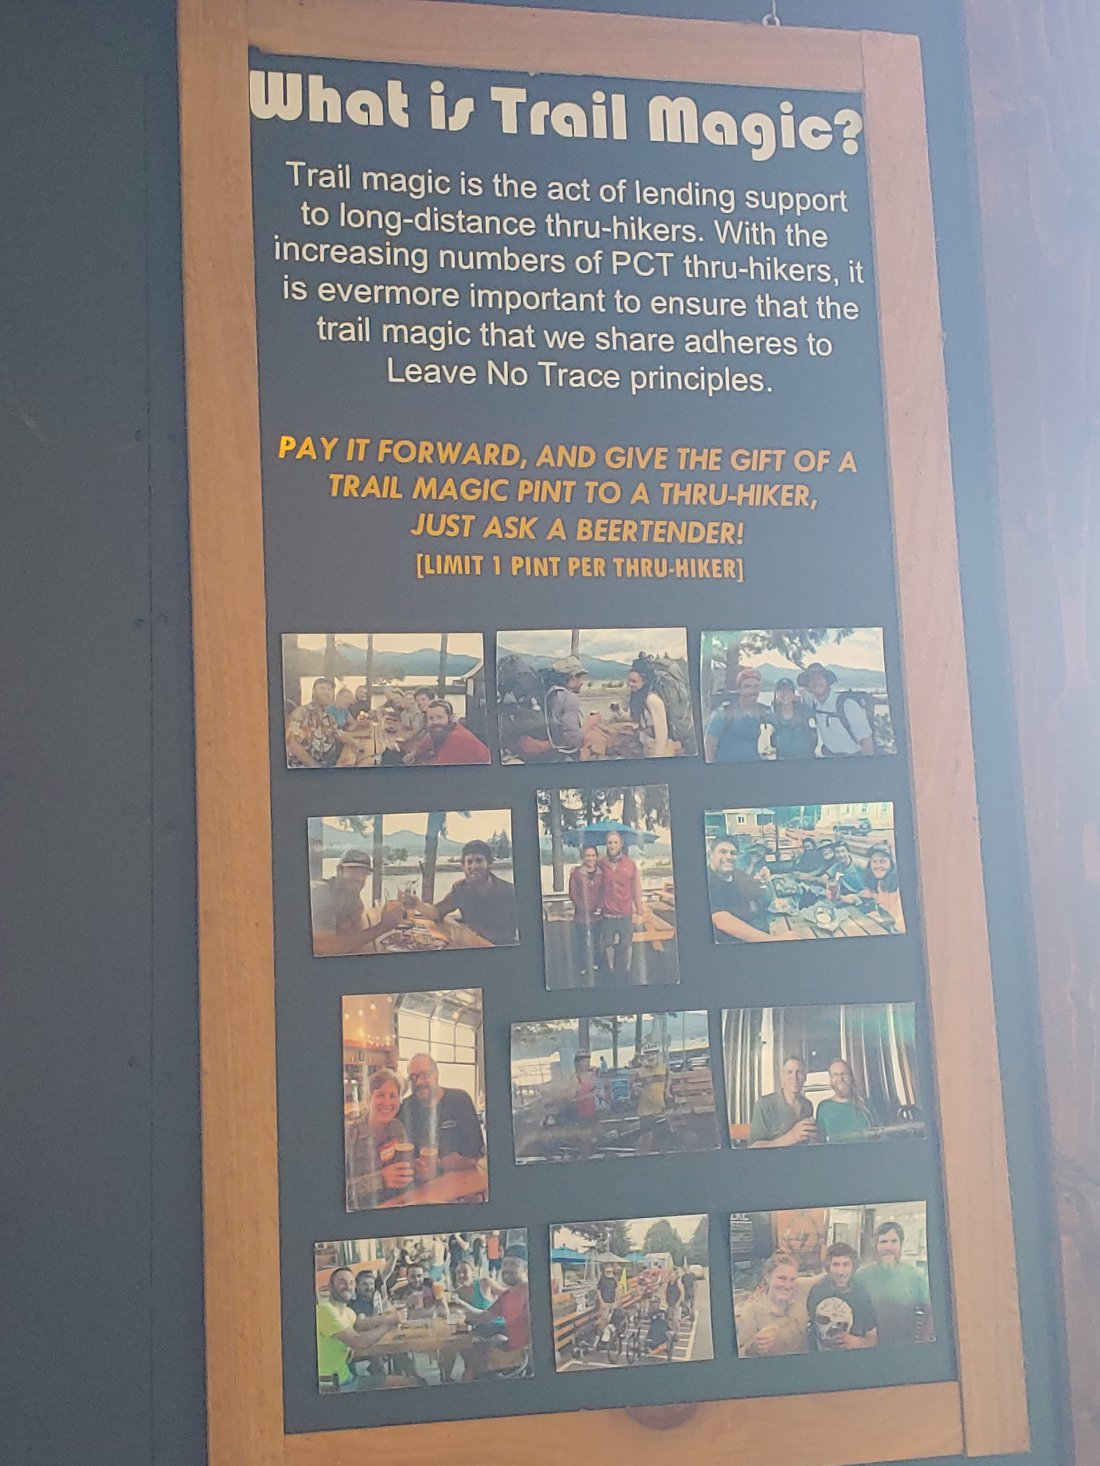 What is Trail Magic?
Trail magic is the act of lending support
to long-distance thru-hikers. With the
increasing numbers of PCT thru-hikers, it
is evermore important to ensure that the
trail magic that we share adheres to
Leave No Trace principles.
PAY IT FORWARD, AND GIVE THE GIFT OF A
TRAIL MAGIC PINT TO A THRU-HIKER,
JUST ASK A BEERTENDER!
[LIMIT 1 PINT PER THRU-HIKER]